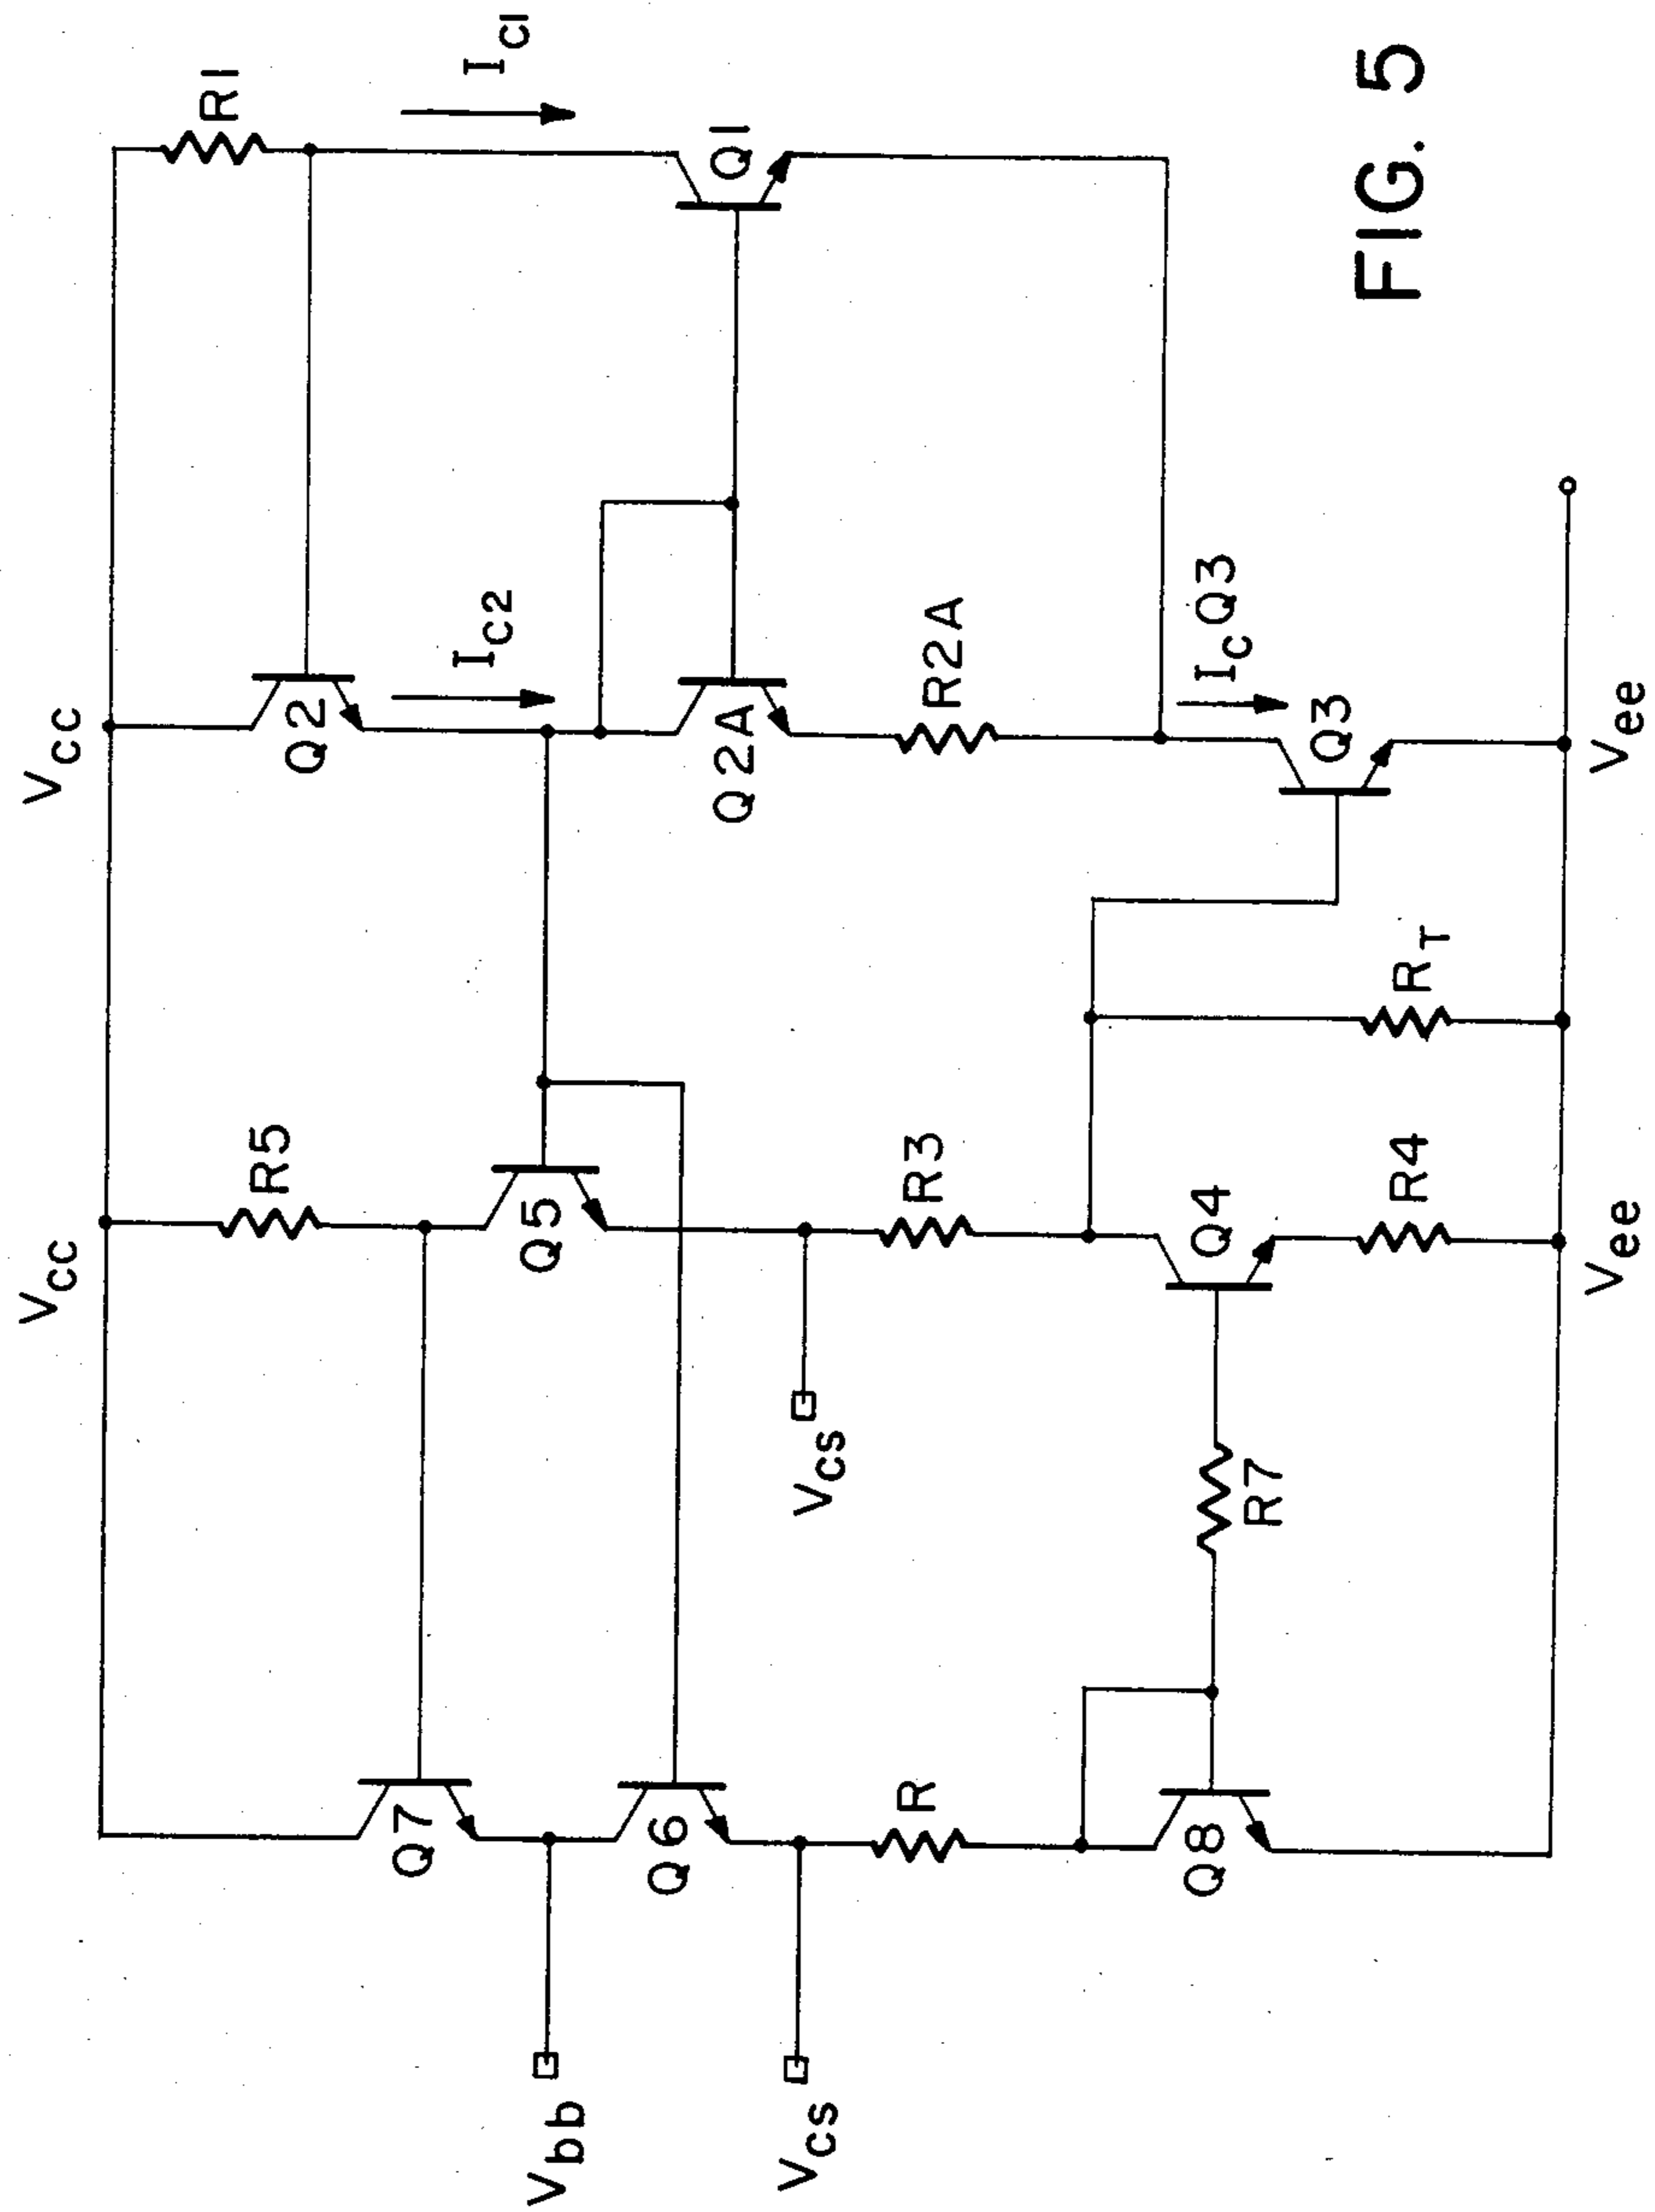 Vcc
Vcc
R5
R1
Q7
Q2
Ic2
Ic1
Vbb
Q6
Q5
Q2A
Q1
Vcs
Vcs
R
R3
R2A
IcQ3
Q8
R7
Q4
R4
RT
Q3
Vee
Vee
FIG. 5